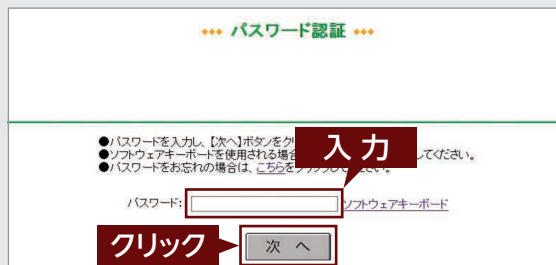 パスワード認証
●パスワードを入力し、【次へ】ボタンをク
●ソフトウェアキーボードを使用される場合 してください。
●パスワードをお忘れの場合は、こちらを
入力
パスワード:
ソフトウェアキーボード
クリック
次 へ